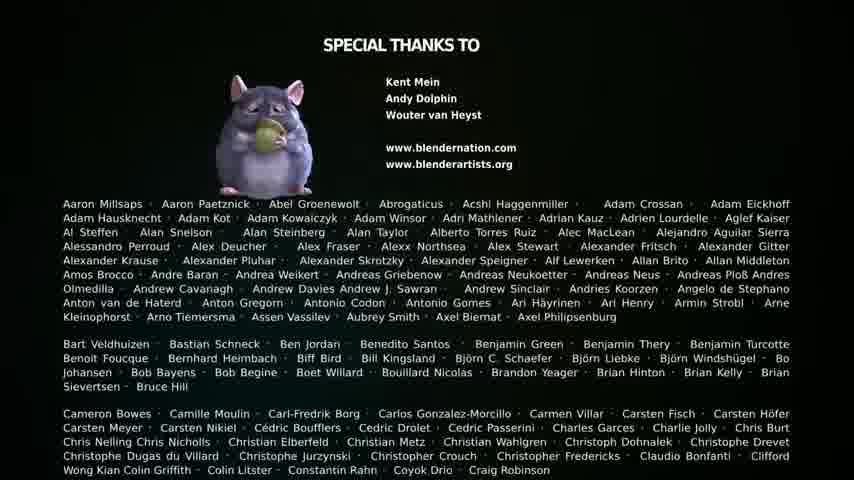 SPECIAL THANKS TO
Kent Mein
Andy Dolphin
Wouter van Heyst
www.blendernation.com
www.blenderartists.org
Aaron Millsaps · Aaron Paetznick · Abel Groenewolt · Abrogaticus · Acshl Haggenmiller · Adam Crossan · Adam Eickhoff
Adam Hausknecht · Adam Kot · Adam Kowalczyk · Adam Winsor · Adri Mathlener · Adrian Kauz · Adrien Lourdelle · Aglef Kaiser
Al Steffen · Alan Snelson · Alan Steinberg · Alan Taylor · Alberto Torres Ruiz · Alec MacLean · Alejandro Aguilar Sierra
Alessandro Perroud · Alex Deucher · Alex Fraser · Alexx Northsea · Alex Stewart · Alexander Fritsch · Alexander Gitter
Alexander Krause · Alexander Pluhar · Alexander Skrotzky · Alexander Speigner · Alf Lewerken · Allan Brito · Allan Middleton
Amos Brocco · Andre Baran · Andrea Weikert · Andreas Griebenow · Andreas Neukoetter · Andreas Neus · Andreas Ploß Andres
Olmedilla · Andrew Cavanagh · Andrew Davies Andrew J. Sawran · Andrew Sinclair · Andries Koorzen · Angelo de Stephano
Anton van de Haterd · Anton Gregorn · Antonio Codon · Antonio Gomes · Ari Häyrinen · Ari Henry · Armin Strobl · Arne
Kleinophorst · Arno Tiemersma · Assen Vassilev · Aubrey Smith · Axel Biernat · Axel Philipsenburg
Bart Veldhuizen · Bastian Schneck · Ben Jordan · Benedito Santos · Benjamin Green · Benjamin Thery · Benjamin Turcotte
Benoit Foucque · Bernhard Heimbach · Biff Bird · Bill Kingsland · Björn C. Schaefer · Björn Liebke · Björn Windshügel · Bo
Johansen · Bob Bayens · Bob Begine · Boet Willard · Bouillard Nicolas · Brandon Yeager · Brian Hinton · Brian Kelly · Brian
Sievertsen · Bruce Hill
Cameron Bowes · Camille Moulin · Carl-Fredrik Borg · Carlos Gonzalez-Morcillo · Carmen Villar · Carsten Fisch · Carsten Höfer
Carsten Meyer · Carsten Nikiel · Cédric Boufflers · Cedric Drolet · Cedric Passerini · Charles Garces · Charlie Jolly · Chris Burt
Chris Nelling Chris Nicholls · Christian Elberfeld · Christian Metz · Christian Wahlgren · Christoph Dohnalek · Christophe Drevet
Christophe Dugas du Villard · Christophe Jurzynski · Christopher Crouch · Christopher Fredericks · Claudio Bonfanti · Clifford
Wong Kian Colin Griffith · Colin Litster · Constantin Rahn · Coyok Drio · Craig Robinson